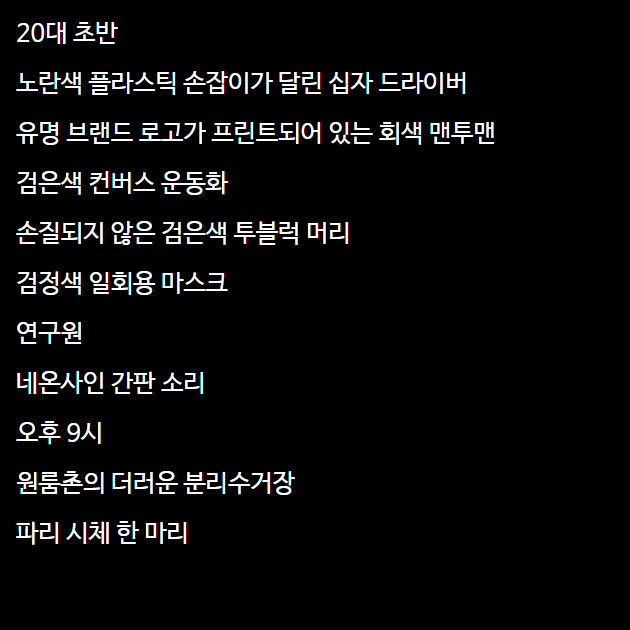 20대 초반
노란색 플라스틱 손잡이가 달린 십자 드라이버
유명 브랜드 로고가 프린트되어 있는 회색 맨투맨
검은색 컨버스 운동화
손질되지 않은 검은색 투블럭 머리
검정색 일회용 마스크
연구원
네온사인 간판 소리
오후 9시
원룸촌의 더러운 분리수거장
파리 시체 한 마리